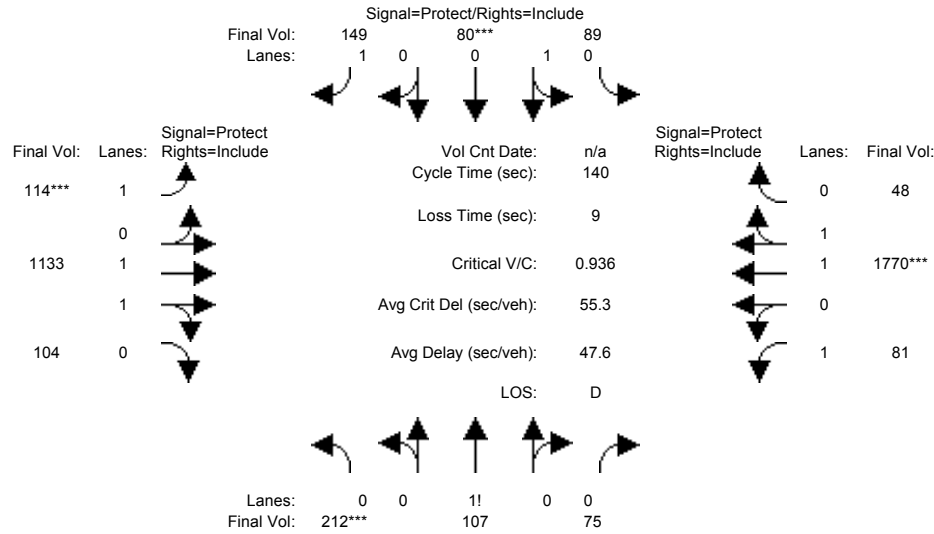 Signal=Protect/Rights=Include
Final Vol: 149 80*** 89
Lanes: 1 0 0 1 0
Signal=Protect
Final Vol: Lanes: Rights=Include
Vol Cnt Date: n/a
Signal=Protect
Rights=Include Lanes: Final Vol:
Cycle Time (sec): 140
114*** 1
0 48
Loss Time (sec): 9
0
1
1133 1
Critical V/C: 0.936
1 1770***
1
Avg Crit Del (sec/veh): 55.3
0
104 0
Avg Delay (sec/veh): 47.6
1 81
LOS: D
Lanes: 0 0 1! 0 0
Final Vol: 212*** 107 75